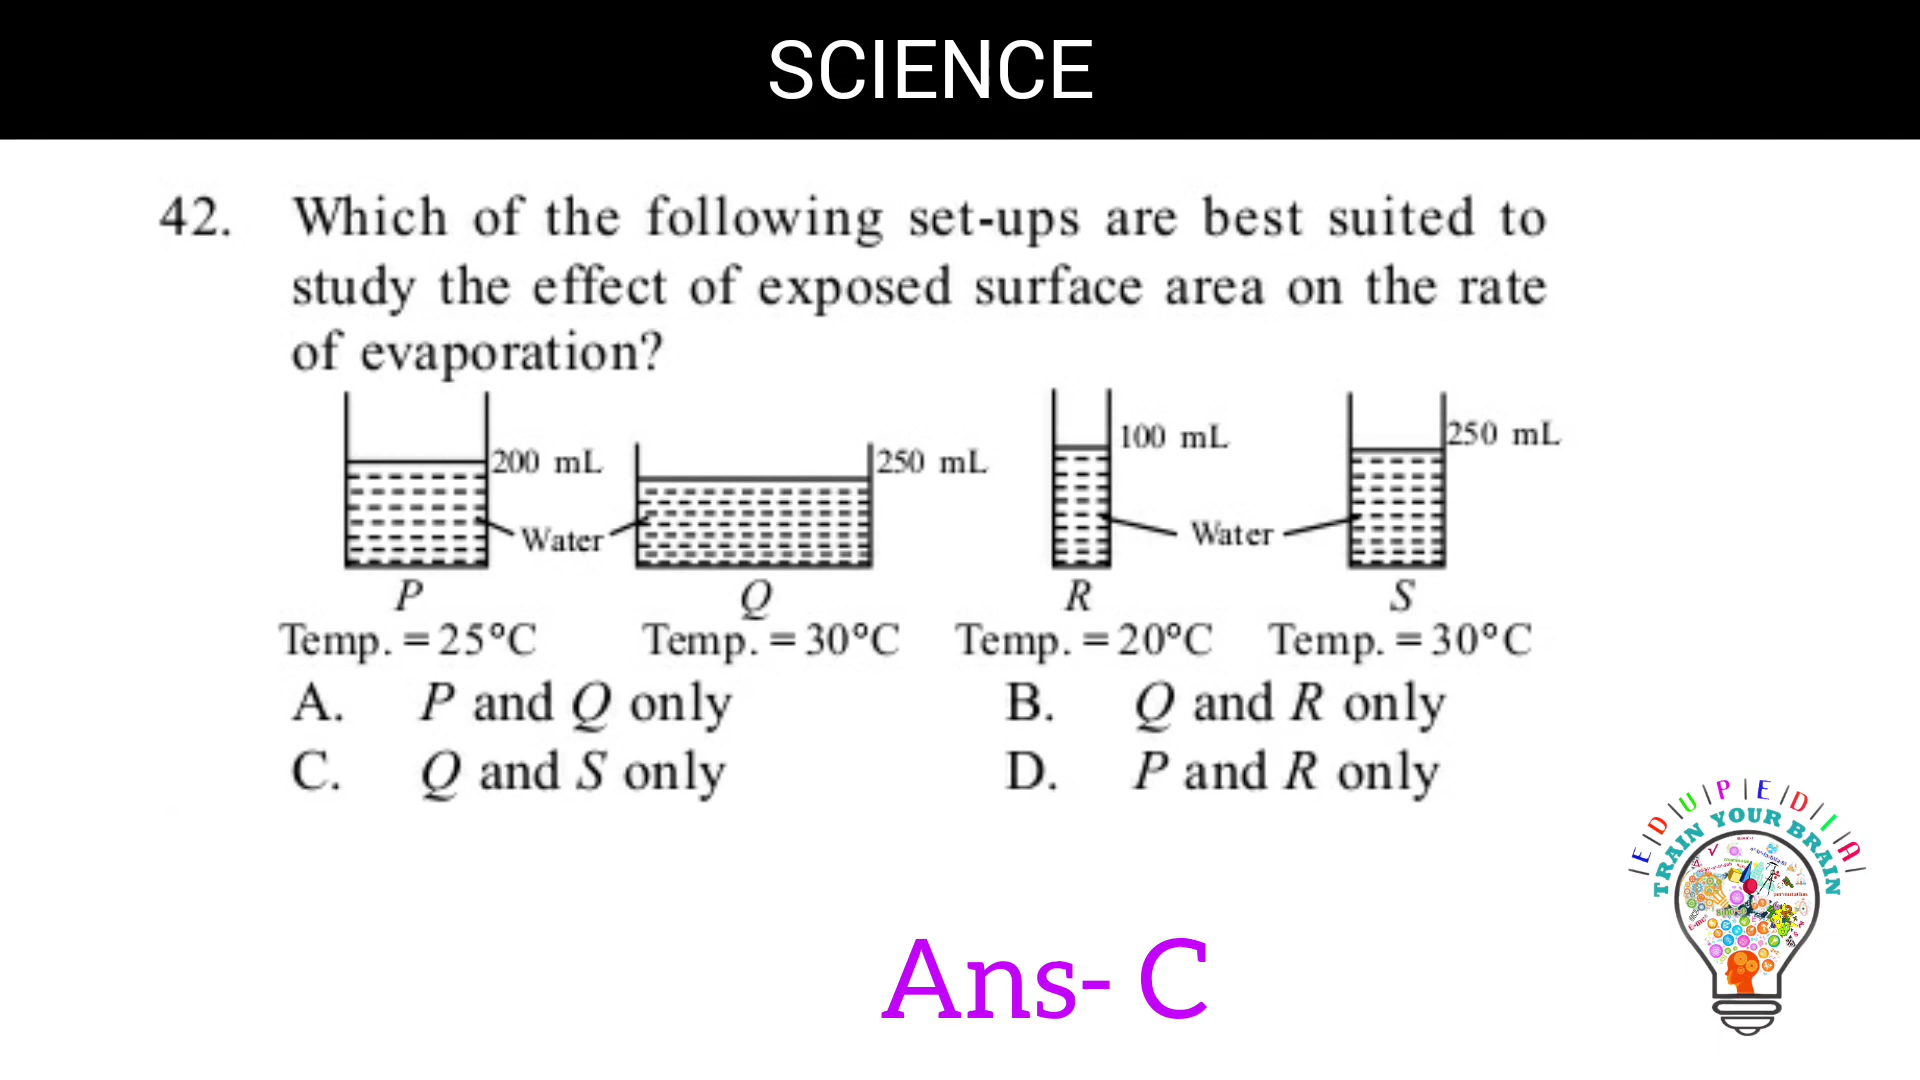 SCIENCE
42. Which of the following set-ups are best suited to
study the effect of exposed surface area on the rate
of evaporation?
200 mL 250 mL 100 mL 250 mL
Water Water
P Q R S
Temp. = 25°C Temp. = 30°C Temp. = 20°C Temp. = 30°C
A. P and Q only B. Q and R only
C. Q and S only D. P and R only
|E|D|U|P|E|D|I|A|
TRAIN YOUR BRAIN
Ans- C